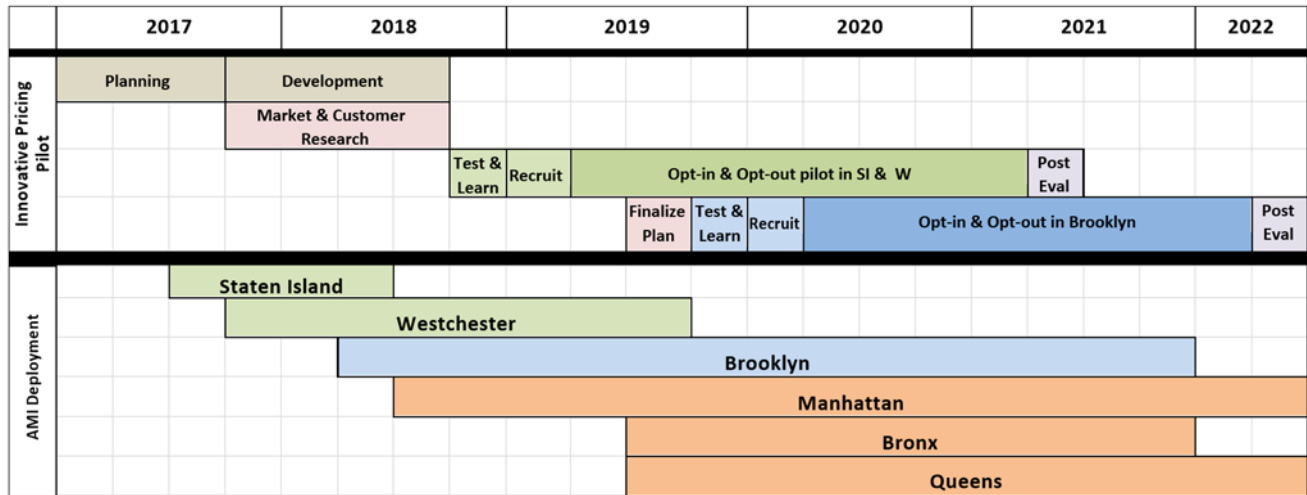 2017 2018 2019 2020 2021 2022
Innovative Pricing
Pilot
Planning Development
Market & Customer
Research
Test &
Learn
Recruit
Opt-in & Opt-out pilot in SI & W
Post
Eval
Finalize
Plan
Test &
Learn
Recruit
Opt-in & Opt-out in Brooklyn
Post
Eval
AMI Deployment
Staten Island
Westchester
Brooklyn
Manhattan
Bronx
Queens